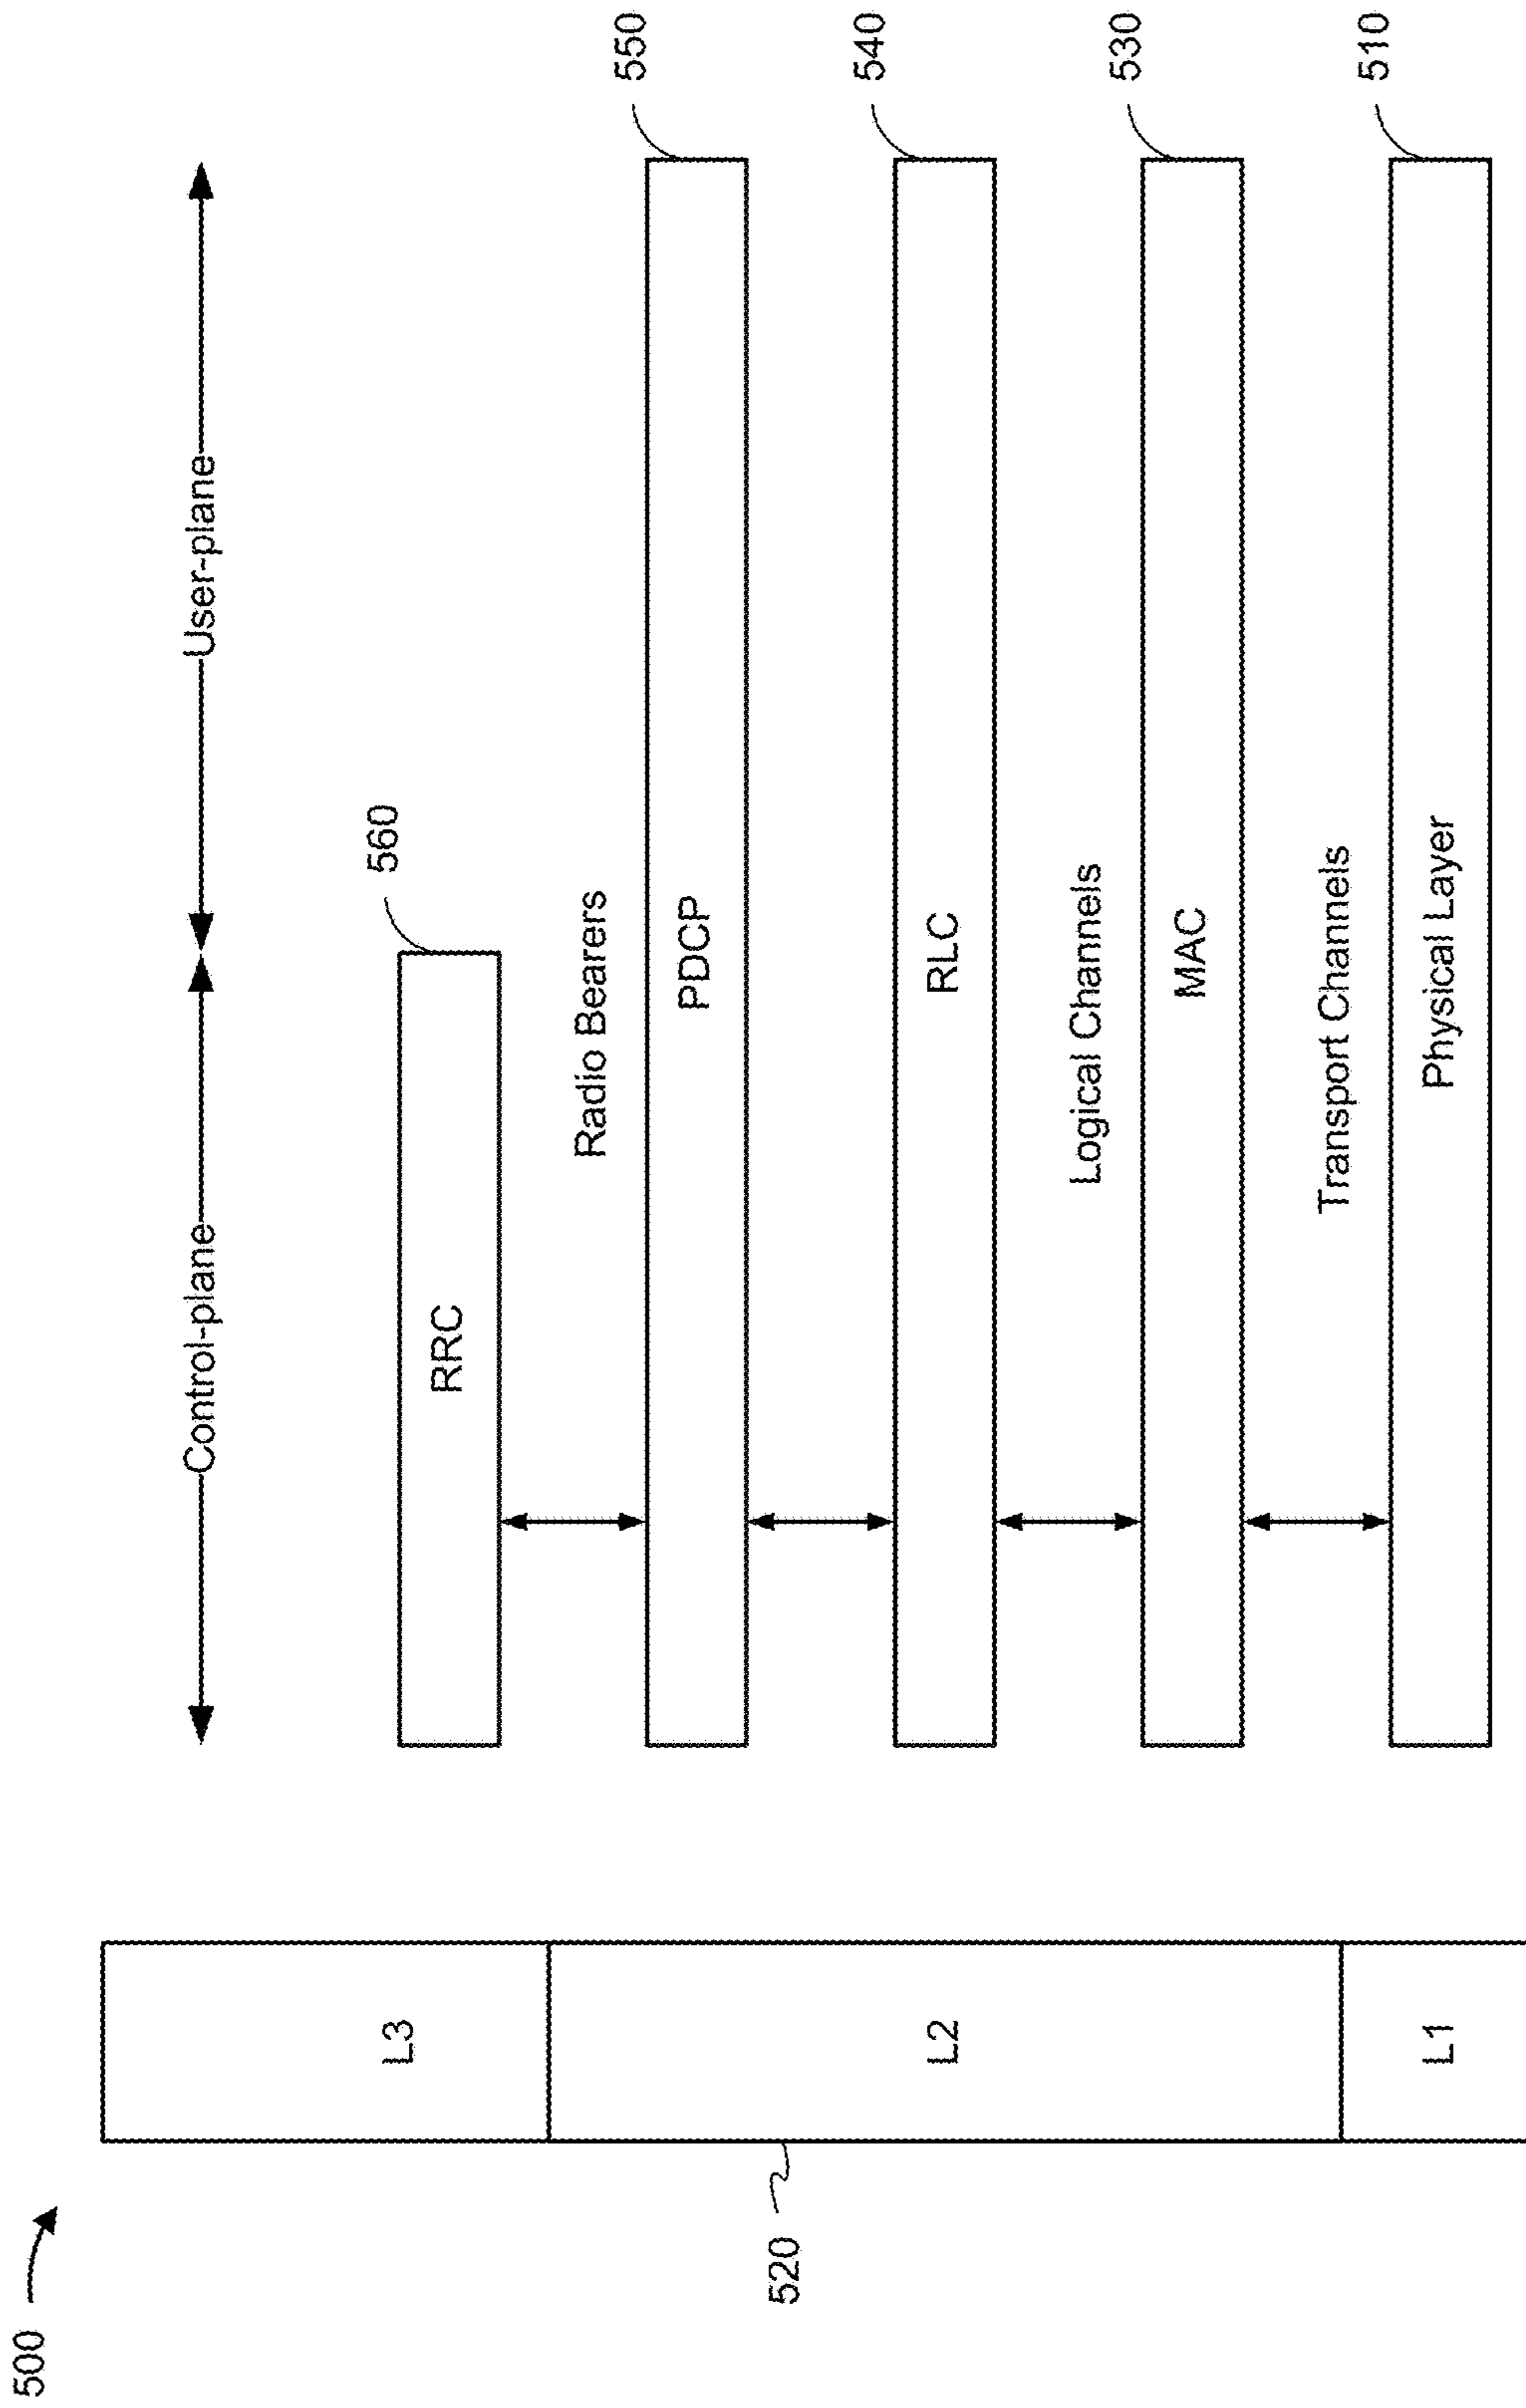 500
Control-plane
User-plane
L3
RRC
560
Radio Bearers
550
PDCP
520
L2
540
RLC
Logical Channels
530
MAC
Transport Channels
510
L1
Physical Layer